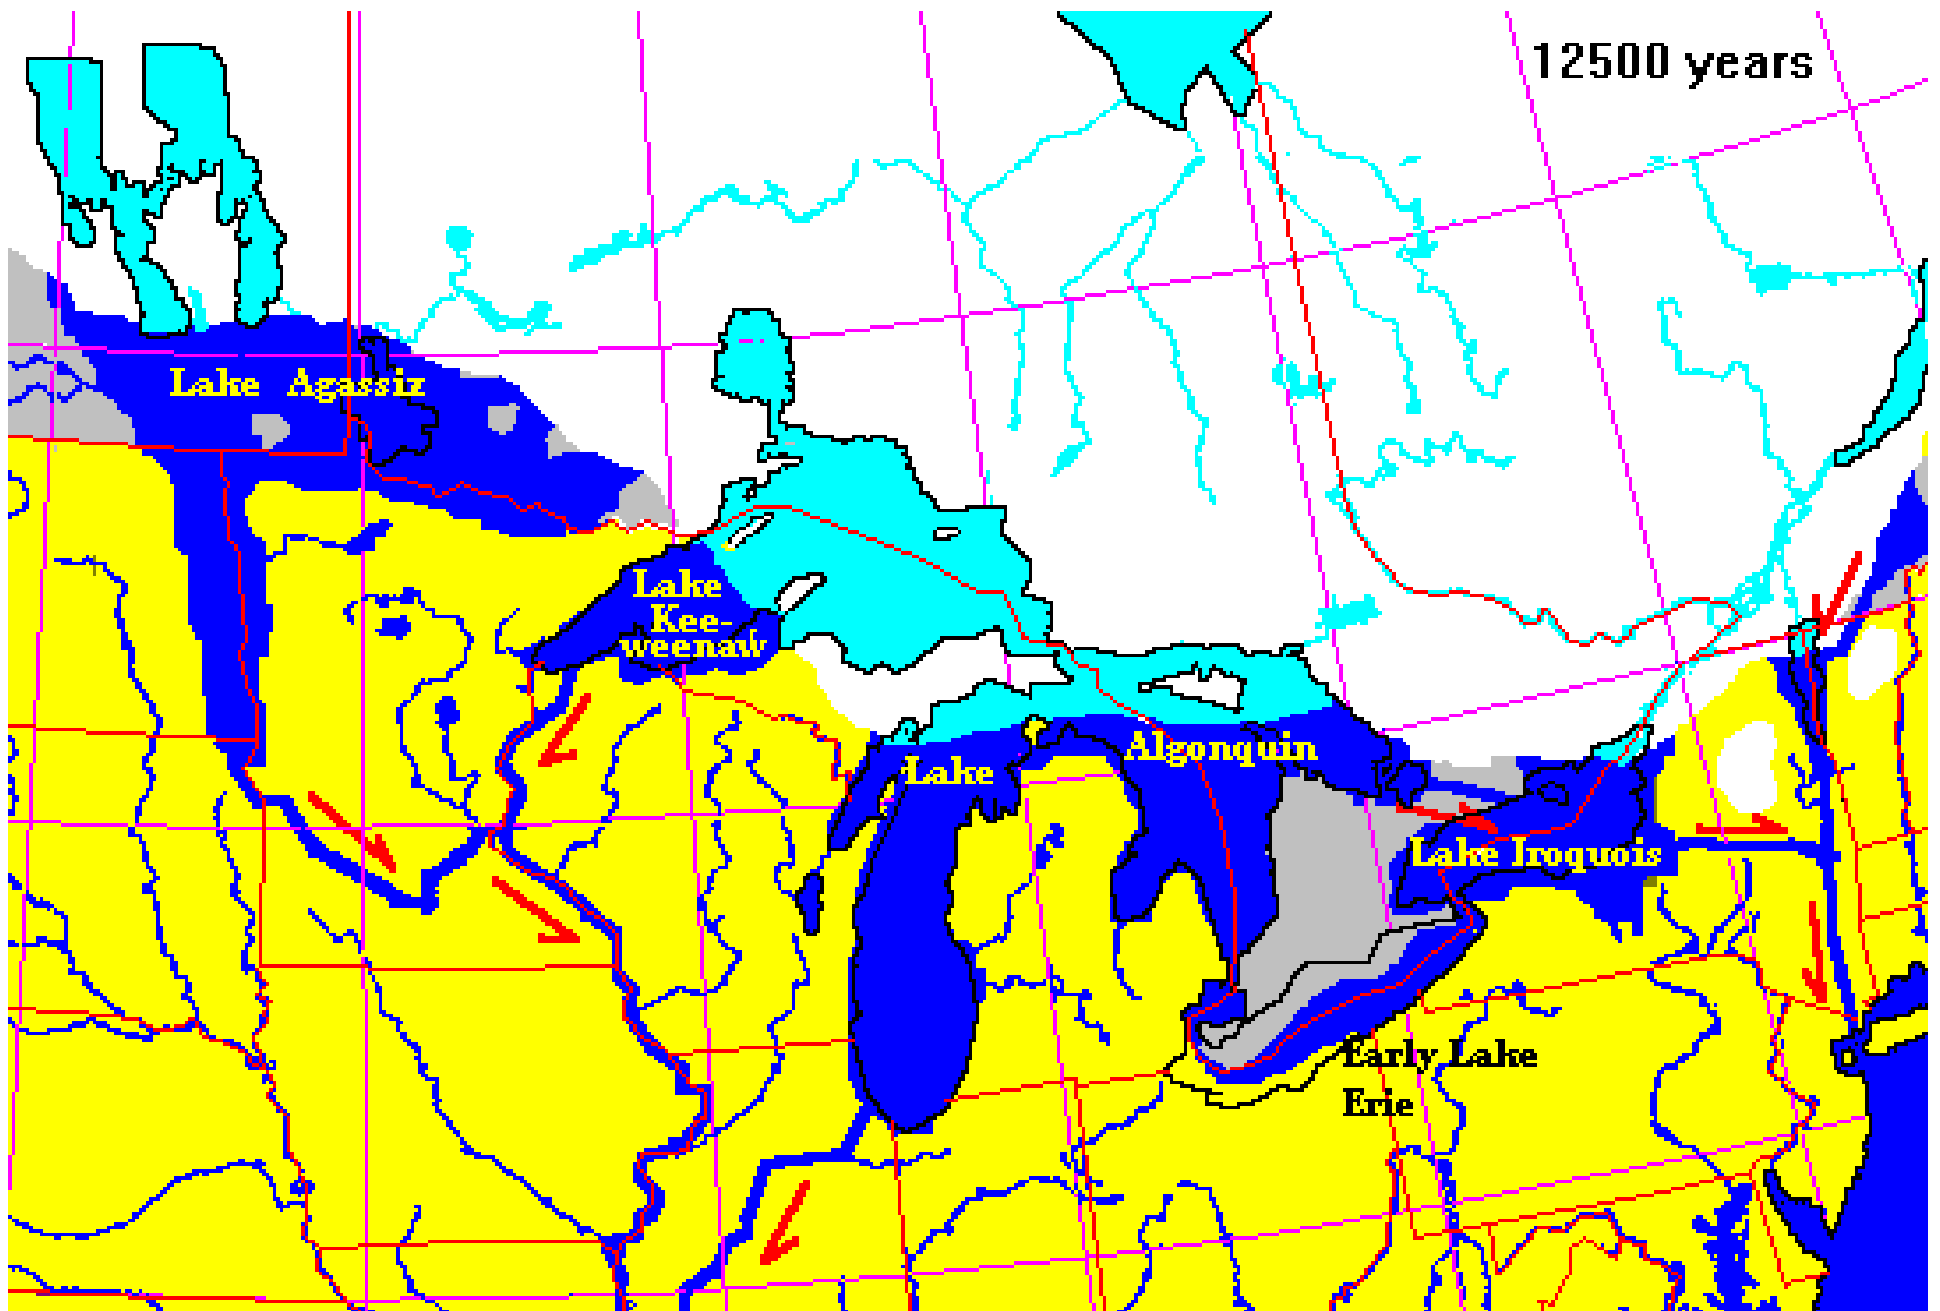 12500 years
Lake Agassiz
Lake
Kee-
weenaw
Lake Algonquin
Lake Iroquois
Early Lake
Erie